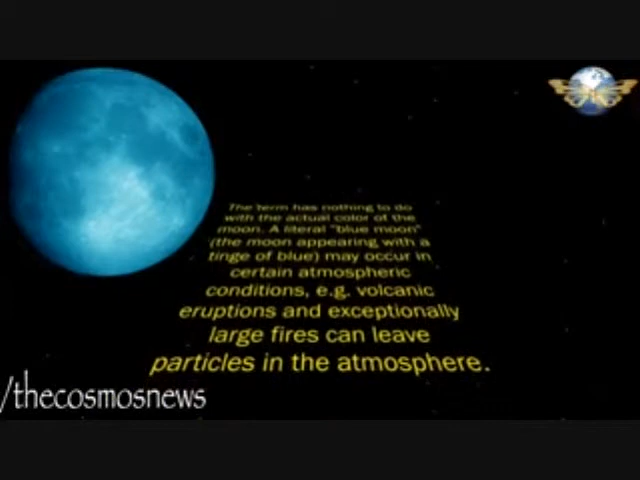 The term has nothing to do
with the actual color of the
moon. A literal "blue moon"
(the moon appearing with a
tinge of blue) may occur in
certain atmospheric
conditions, e.g. volcanic
eruptions and exceptionally
large fires can leave
particles in the atmosphere.
/thecosmosnews